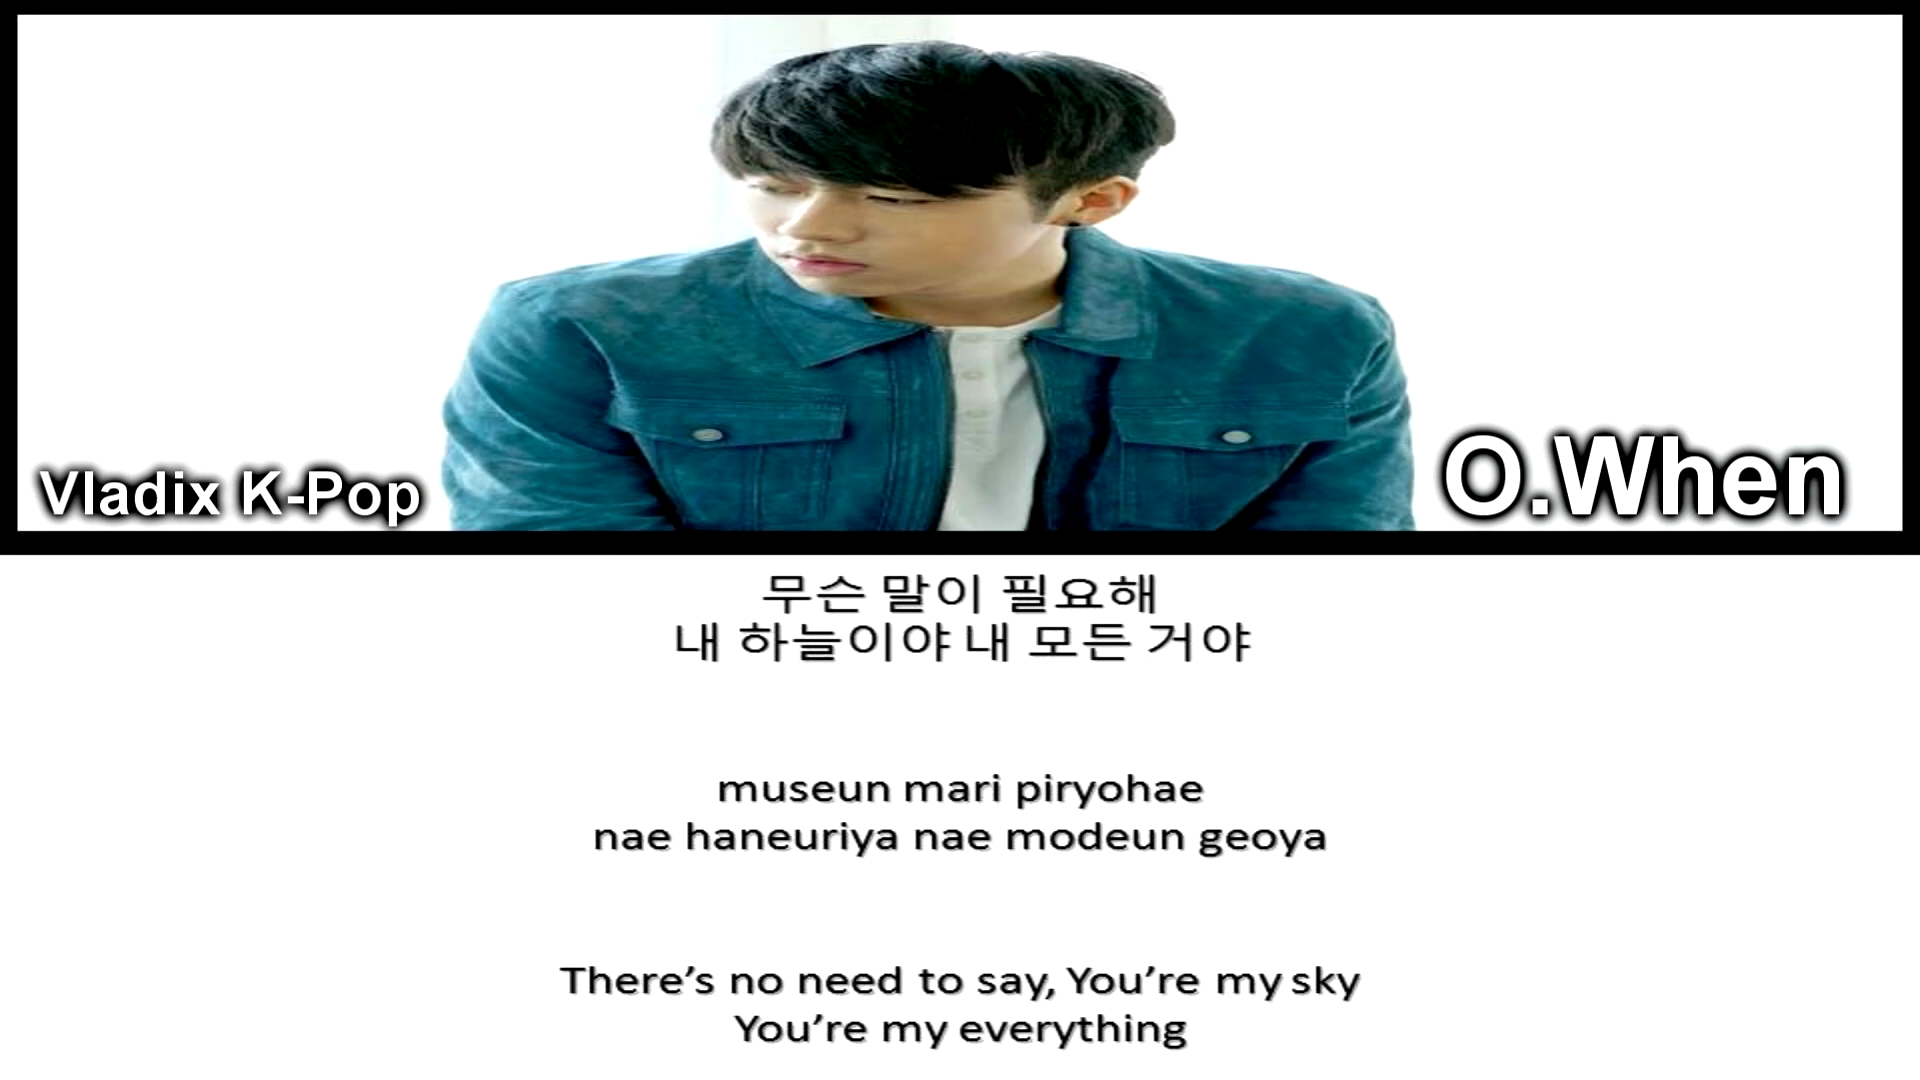 Vladix K-Pop
O.When
무슨 말이 필요해
내 하늘이야 내 모든 거야
museun mari piryohae
nae haneuriya nae modeun geoya
There’s no need to say, You’re my sky
You’re my everything